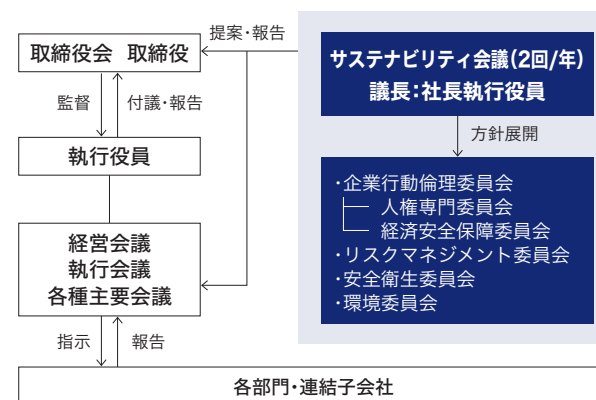 提案・報告
取締役会 取締役
監督
付議・報告
執行役員
経営会議
執行会議
各種主要会議
指示
報告
サステナビリティ会議(2回/年)
議長:社長執行役員
方針展開
・企業行動倫理委員会
人権専門委員会
経済安全保障委員会
・リスクマネジメント委員会
・安全衛生委員会
・環境委員会
各部門・連結子会社